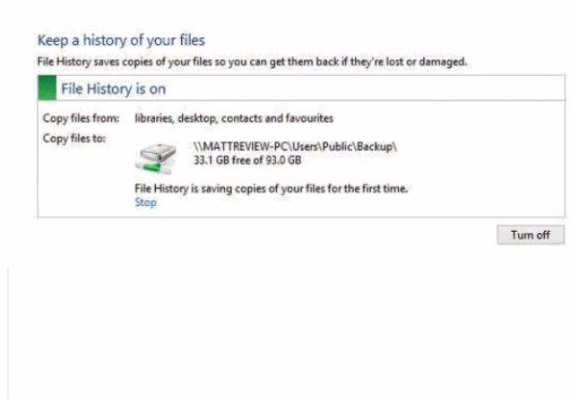 Keep a history of your files
File History saves copies of your files so you can get them back if they're lost or damaged.
File History is on
Copy files from: libraries, desktop, contacts and favourites
Copy files to: \\MATTREVIEW-PC\Users\Public\Backup\
33.1 GB free of 93.0 GB
File History is saving copies of your files for the first time.
Stop
Turn off